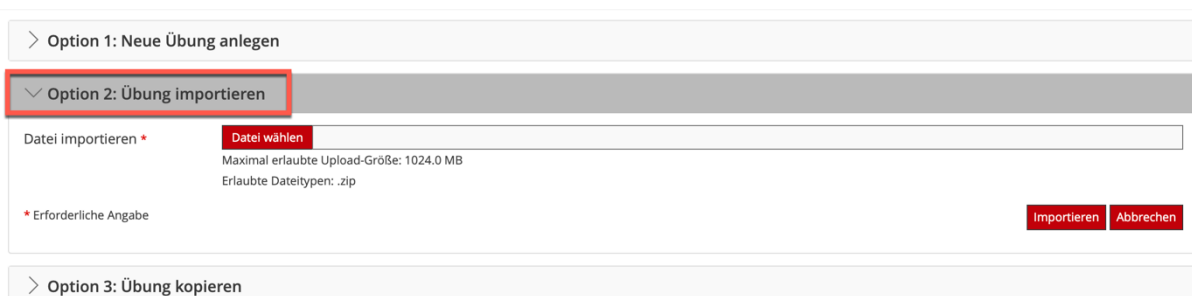 Option 1: Neue Übung anlegen
Option 2: Übung importieren
Datei importieren * Datei wählen
Maximal erlaubte Upload-Größe: 1024.0 MB
Erlaubte Dateitypen: .zip
* Erforderliche Angabe Importieren Abbrechen
Option 3: Übung kopieren